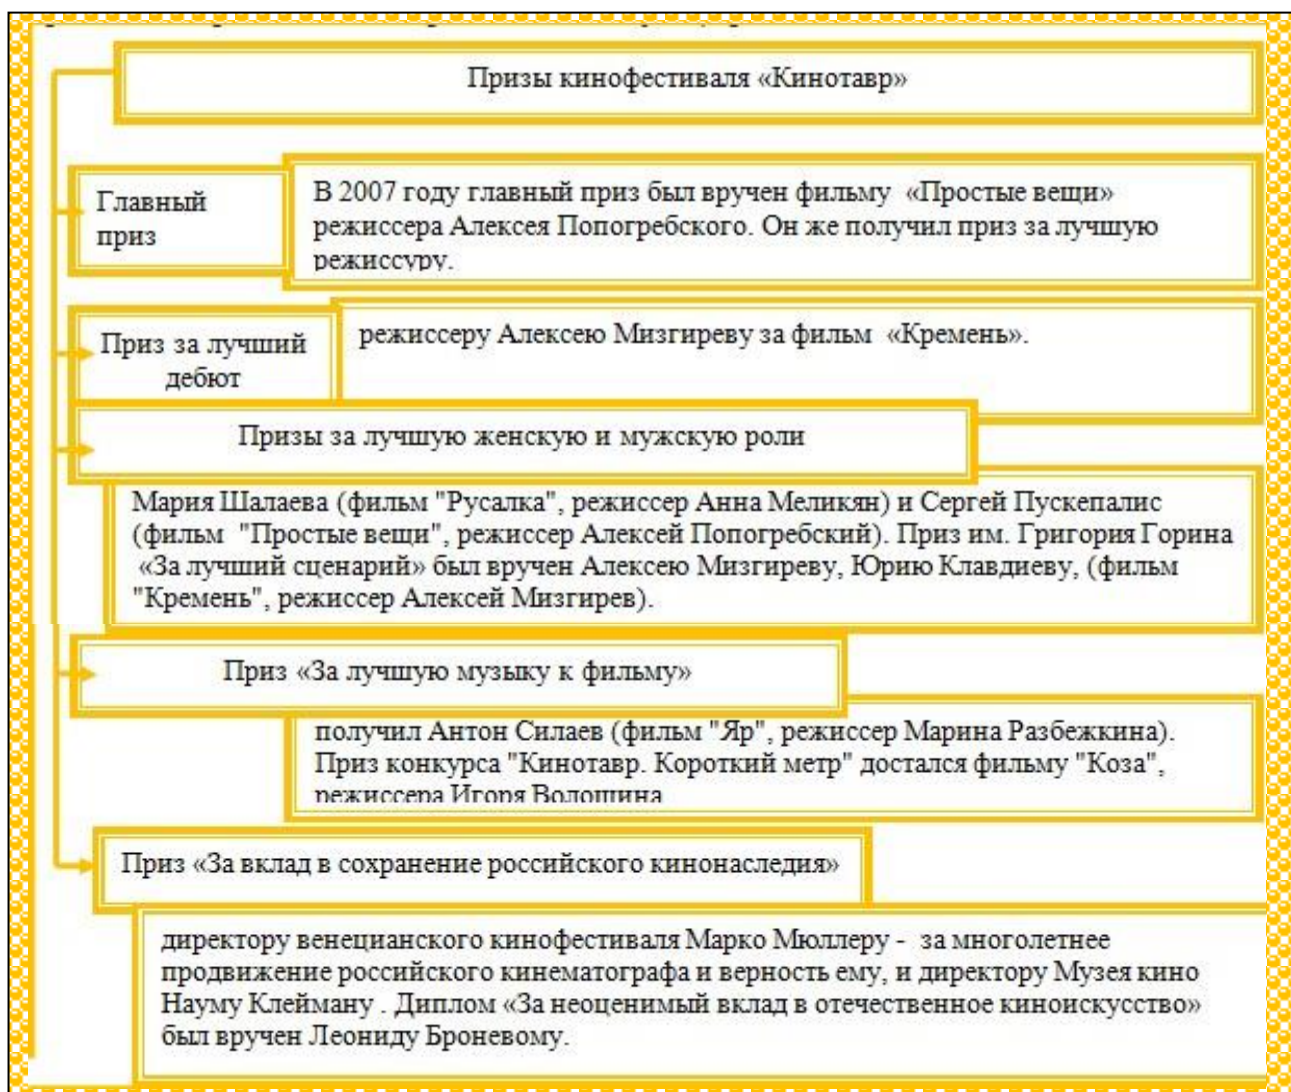 Призы кинофестиваля «Кинотавр»
Главный
приз
В 2007 году главный приз был вручен фильму «Простые вещи»
режиссера Алексея Попогребского. Он же получил приз за лучшую
режиссуру.
Приз за лучший
дебют
режиссеру Алексею Мизгиреву за фильм «Кремень».
Призы за лучшую женскую и мужскую роли
Мария Шалаева (фильм "Русалка", режиссер Анна Меликян) и Сергей Пускепалис
(фильм "Простые вещи", режиссер Алексей Попогребский). Приз им. Григория Горина
«За лучший сценарий» был вручен Алексею Мизгиреву, Юрию Клавдиеву, (фильм
"Кремень", режиссер Алексей Мизгирев).
Приз «За лучшую музыку к фильму»
получил Антон Силаев (фильм "Яр", режиссер Марина Разбежкина).
Приз конкурса "Кинотавр. Короткий метр" достался фильму "Коза",
режиссера Игоря Волошина
Приз «За вклад в сохранение российского кинонаследия»
директору венецианского кинофестиваля Марко Мюллеру - за многолетнее
продвижение российского кинематографа и верность ему, и директору Музея кино
Науму Клейману . Диплом «За неоценимый вклад в отечественное киноискусство»
был вручен Леониду Броневому.